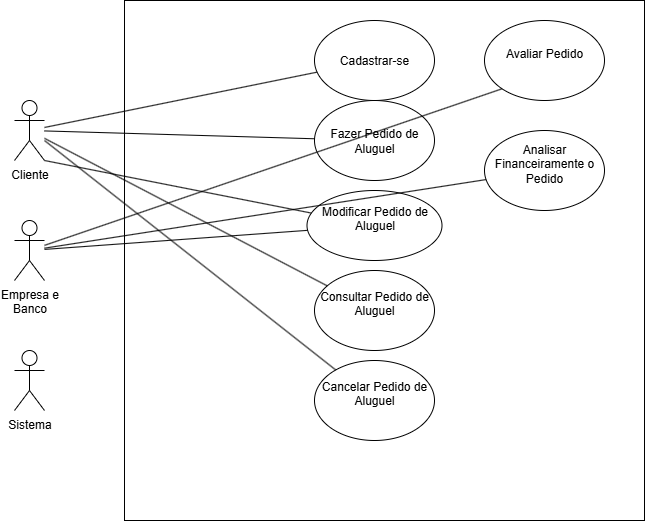 Cadastrar-se
Avaliar Pedido
Fazer Pedido de
Aluguel
Analisar
Financeiramente o
Pedido
Cliente
Modificar Pedido de
Aluguel
Empresa e
Banco
Consultar Pedido de
Aluguel
Cancelar Pedido de
Aluguel
Sistema